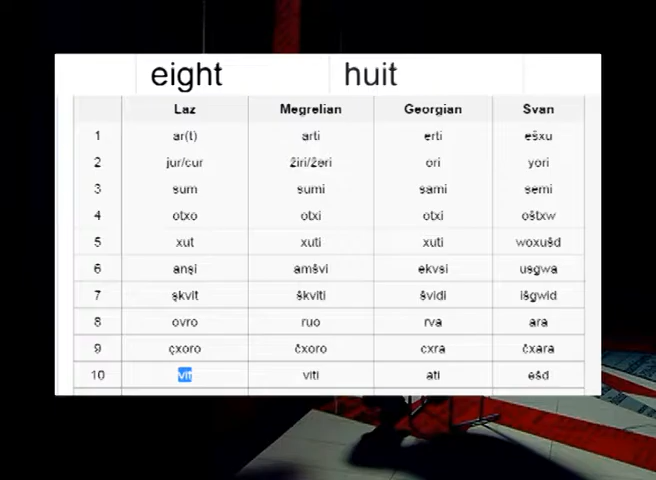 eight huit
Laz Megrelian Georgian Svan
1 ar(t) arti erti ešxu
2 jur/cur žiri/žəri ori yori
3 sum sumi sami semi
4 otxo otxi otxi oštxw
5 xut xuti xuti woxušd
6 anşi amšvi ekvsi usgwa
7 şkvit škviti švidi išgwid
8 ovro ruo rva ara
9 çxoro čxoro cxra čxara
10 vit viti ati ešd